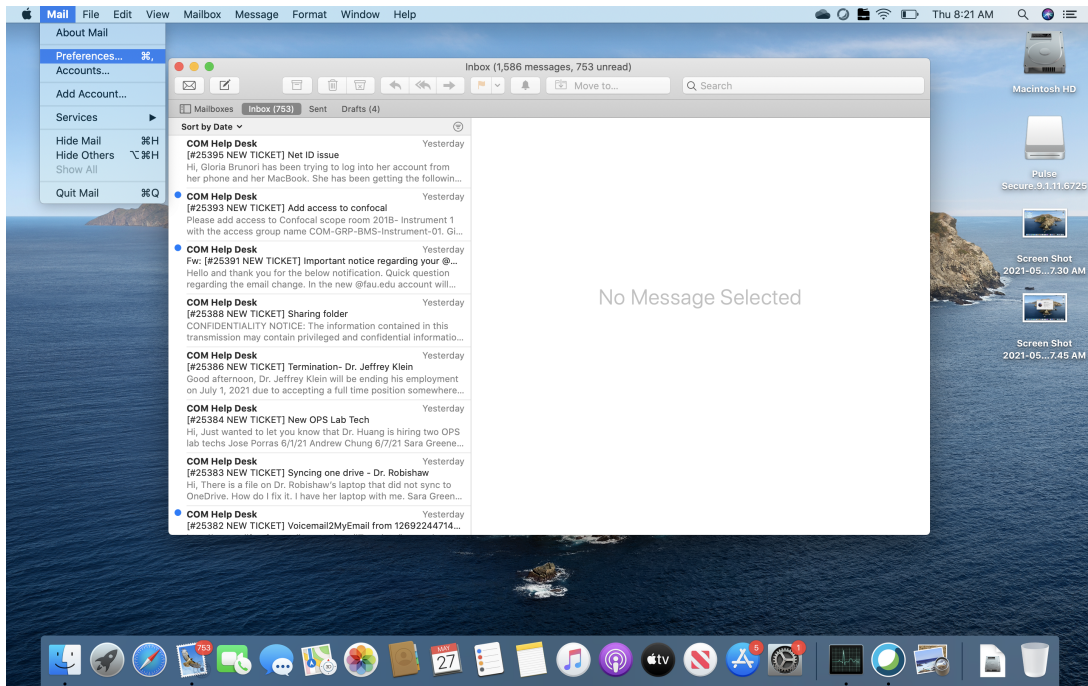 Mail File Edit View Mailbox Message Format Window Help Thu 8:21 AM
About Mail
Preferences... ⌘,
Accounts...
Add Account...
Services
Hide Mail ⌘H
Hide Others ⌥⌘H
Show All
Quit Mail ⌘Q
Inbox (1,586 messages, 753 unread)
Move to...
Search
Mailboxes Inbox (753) Sent Drafts (4)
Sort by Date
COM Help Desk Yesterday
[#25395 NEW TICKET] Net ID issue
Hi, Gloria Brunori has been trying to log into her account from
her phone and her MacBook. She has been getting the followin...
COM Help Desk Yesterday
[#25393 NEW TICKET] Add access to confocal
Please add access to Confocal scope room 201B- Instrument 1
with the access group name COM-GRP-BMS-Instrument-01. Gi...
COM Help Desk Yesterday
Fw: [#25391 NEW TICKET] Important notice regarding your @...
Hello and thank you for the below notification. Quick question
regarding the email change. In the new @fau.edu account will...
COM Help Desk Yesterday
[#25388 NEW TICKET] Sharing folder
CONFIDENTIALITY NOTICE: The information contained in this
transmission may contain privileged and confidential informatio...
COM Help Desk Yesterday
[#25386 NEW TICKET] Termination- Dr. Jeffrey Klein
Good afternoon, Dr. Jeffrey Klein will be ending his employment
on July 1, 2021 due to accepting a full time position somewhere...
COM Help Desk Yesterday
[#25384 NEW TICKET] New OPS Lab Tech
Hi, Just wanted to let you know that Dr. Huang is hiring two OPS
lab techs Jose Porras 6/1/21 Andrew Chung 6/7/21 Sara Greene...
COM Help Desk Yesterday
[#25383 NEW TICKET] Syncing one drive - Dr. Robishaw
Hi, There is a file on Dr. Robishaw's laptop that did not sync to
OneDrive. How do I fix it. I have her laptop with me. Sara Green...
COM Help Desk Yesterday
[#25382 NEW TICKET] Voicemail2MyEmail from 12692244714...
No Message Selected
Macintosh HD
Pulse
Secure.9.1.11.6725
Screen Shot
2021-05...7.30 AM
Screen Shot
2021-05...7.45 AM
753
MAY
27
tv
5
1